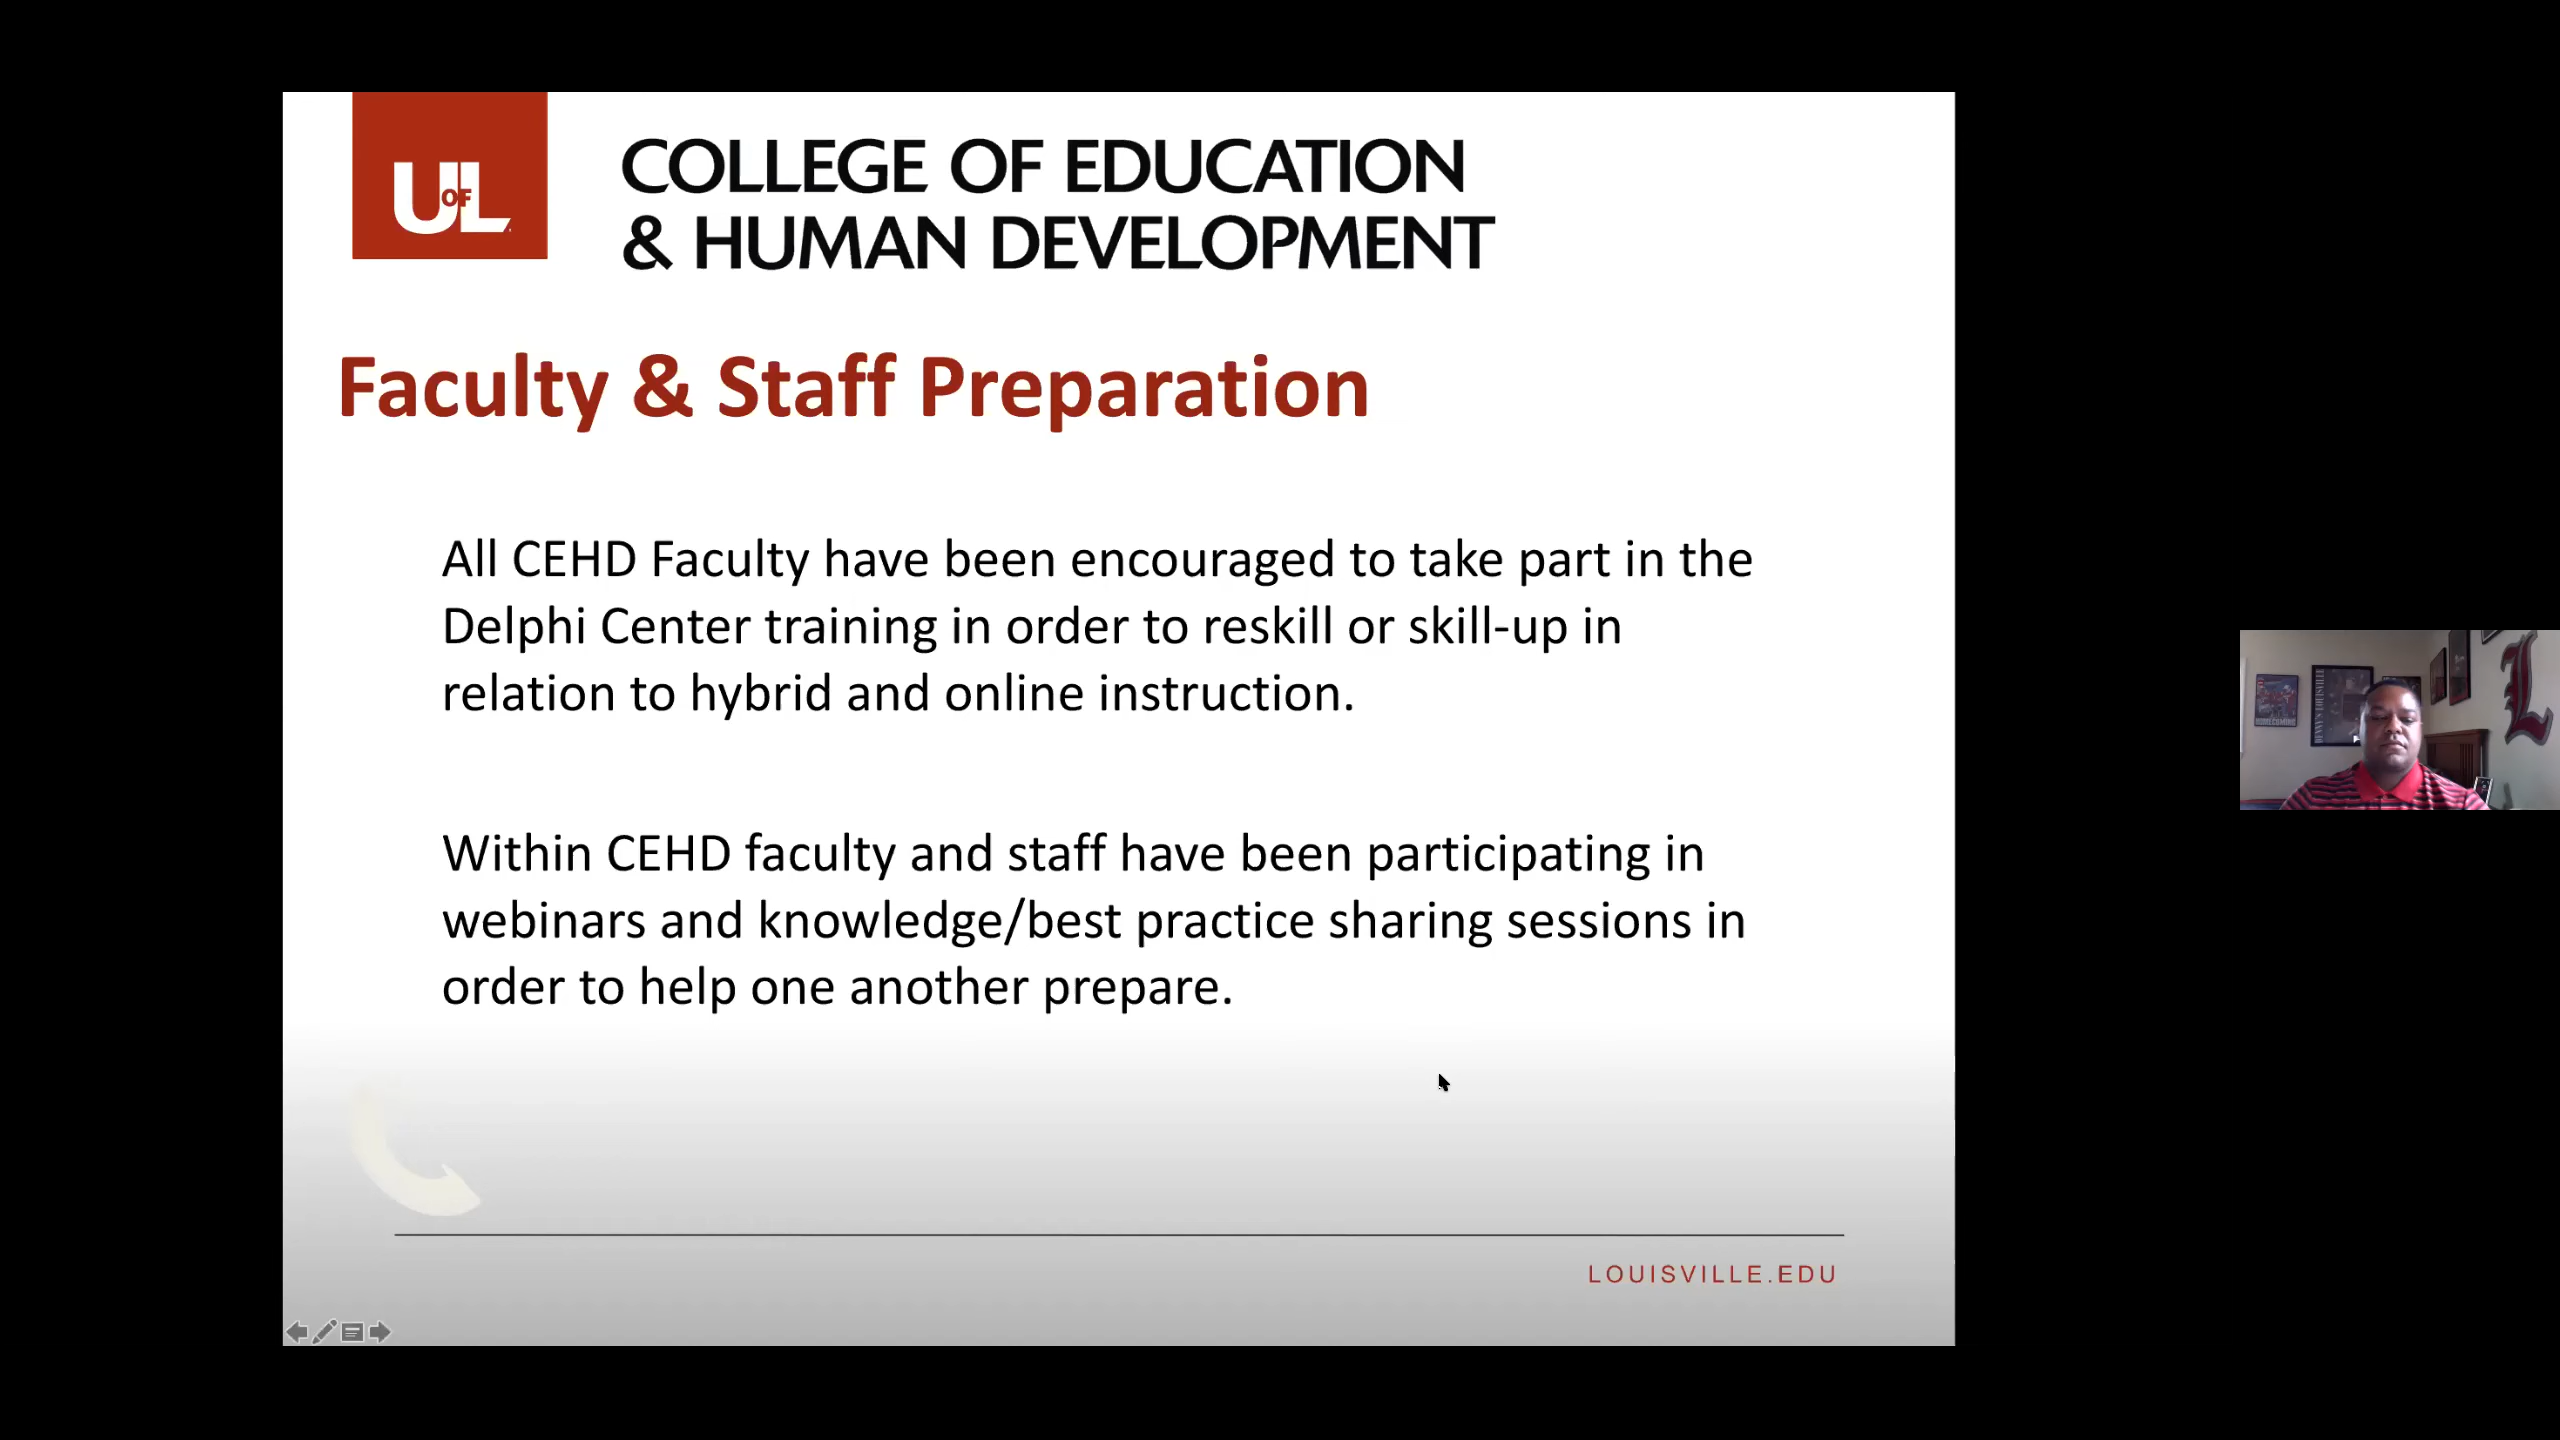 UofL
COLLEGE OF EDUCATION
& HUMAN DEVELOPMENT
Faculty & Staff Preparation
All CEHD Faculty have been encouraged to take part in the
Delphi Center training in order to reskill or skill-up in
relation to hybrid and online instruction.
Within CEHD faculty and staff have been participating in
webinars and knowledge/best practice sharing sessions in
order to help one another prepare.
LOUISVILLE.EDU
L